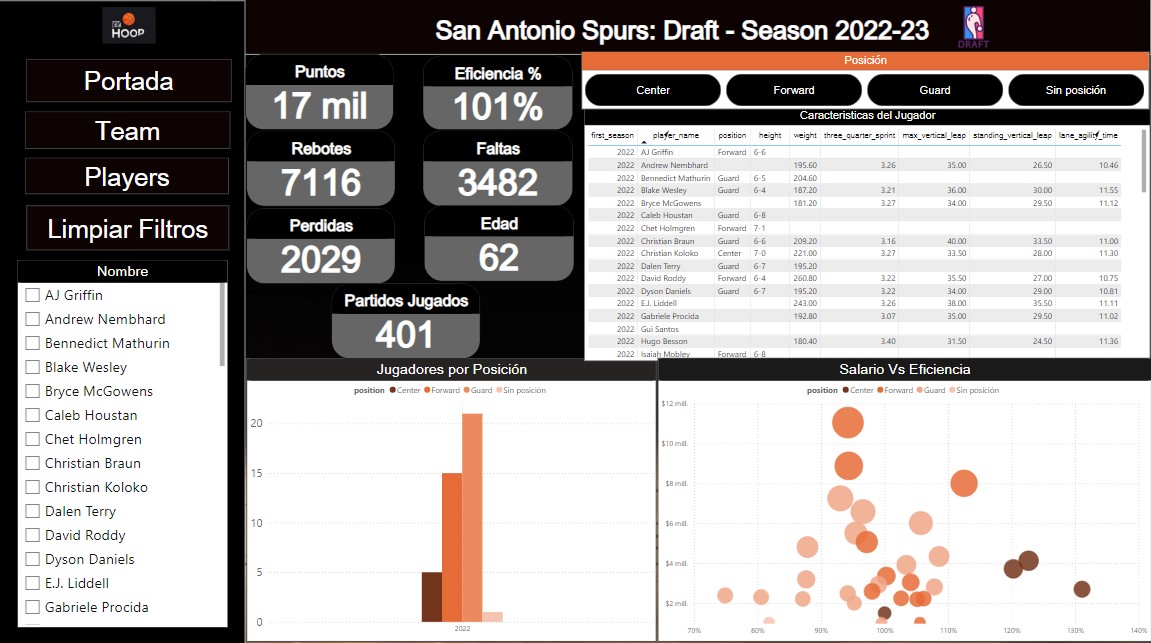 HOOP
San Antonio Spurs: Draft - Season 2022-23
DRAFT
Portada
Team
Players
Limpiar Filtros
Nombre
AJ Griffin
Andrew Nembhard
Bennedict Mathurin
Blake Wesley
Bryce McGowens
Caleb Houstan
Chet Holmgren
Christian Braun
Christian Koloko
Dalen Terry
David Roddy
Dyson Daniels
E.J. Liddell
Gabriele Procida
Puntos
17 mil
Eficiencia %
101%
Rebotes
7116
Faltas
3482
Perdidas
2029
Edad
62
Partidos Jugados
401
Posición
Center Forward Guard Sin posición
Caracteristicas del Jugador
first_season player_name position height weight three_quarter_sprint max_vertical_leap standing_vertical_leap lane_agility_time
2022 AJ Griffin Forward 6-6
2022 Andrew Nembhard 195.60 3.26 35.00 26.50 10.46
2022 Bennedict Mathurin Guard 6-5 204.60
2022 Blake Wesley Guard 6-4 187.20 3.21 36.00 30.00 11.55
2022 Bryce McGowens 181.20 3.27 34.00 29.50 11.12
2022 Caleb Houstan Guard 6-8
2022 Chet Holmgren Forward 7-1
2022 Christian Braun Guard 6-6 209.20 3.16 40.00 33.50 11.00
2022 Christian Koloko Center 7-0 221.00 3.27 33.50 28.00 11.30
2022 Dalen Terry Guard 6-7 195.20
2022 David Roddy Forward 6-4 260.80 3.22 35.50 27.00 10.75
2022 Dyson Daniels Guard 6-7 195.20 3.22 34.00 29.00 10.81
2022 E.J. Liddell 243.00 3.26 38.00 35.50 11.11
2022 Gabriele Procida 192.80 3.07 35.00 29.50 11.02
2022 Gui Santos
2022 Hugo Besson 180.40 3.40 31.50 24.50 11.36
2022 Isaiah Mobley Forward 6-8
Jugadores por Posición
position Center Forward Guard Sin posición
20
15
10
5
0
2022
Salario Vs Eficiencia
position Center Forward Guard Sin posición
$12 mill.
$10 mill.
$8 mill.
$6 mill.
$4 mill.
$2 mill.
70% 80% 90% 100% 110% 120% 130% 140%